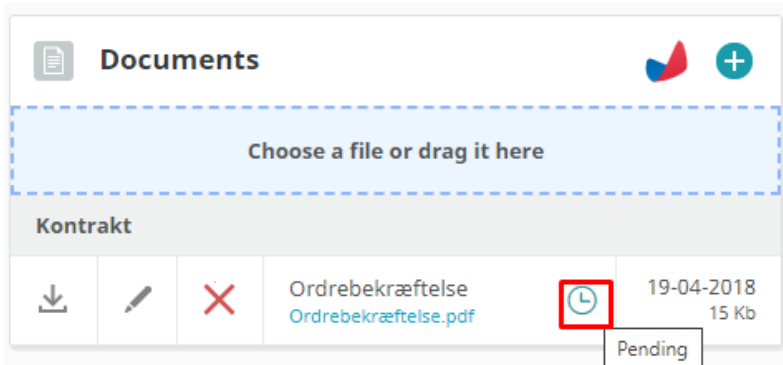 Documents
Choose a file or drag it here
Kontrakt
Ordrebekræftelse
Ordrebekræftelse.pdf
19-04-2018
15 Kb
Pending